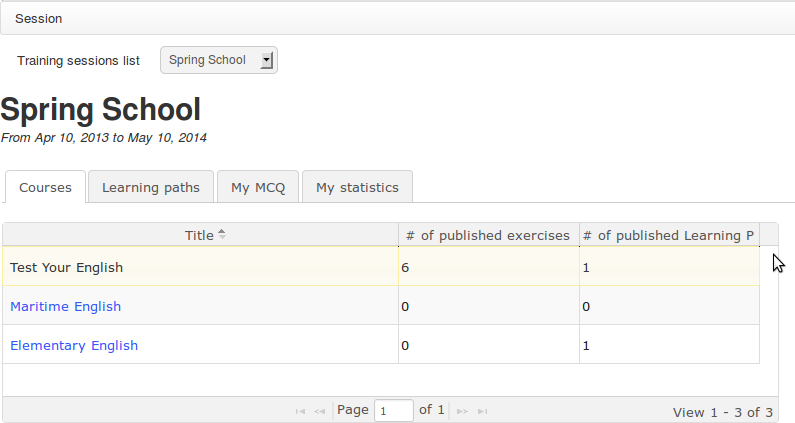 Session
Training sessions list Spring School
Spring School
From Apr 10, 2013 to May 10, 2014
Courses Learning paths My MCQ My statistics
Title # of published exercises # of published Learning P
Test Your English 6 1
Maritime English 0 0
Elementary English 0 1
Page 1 of 1 View 1 - 3 of 3